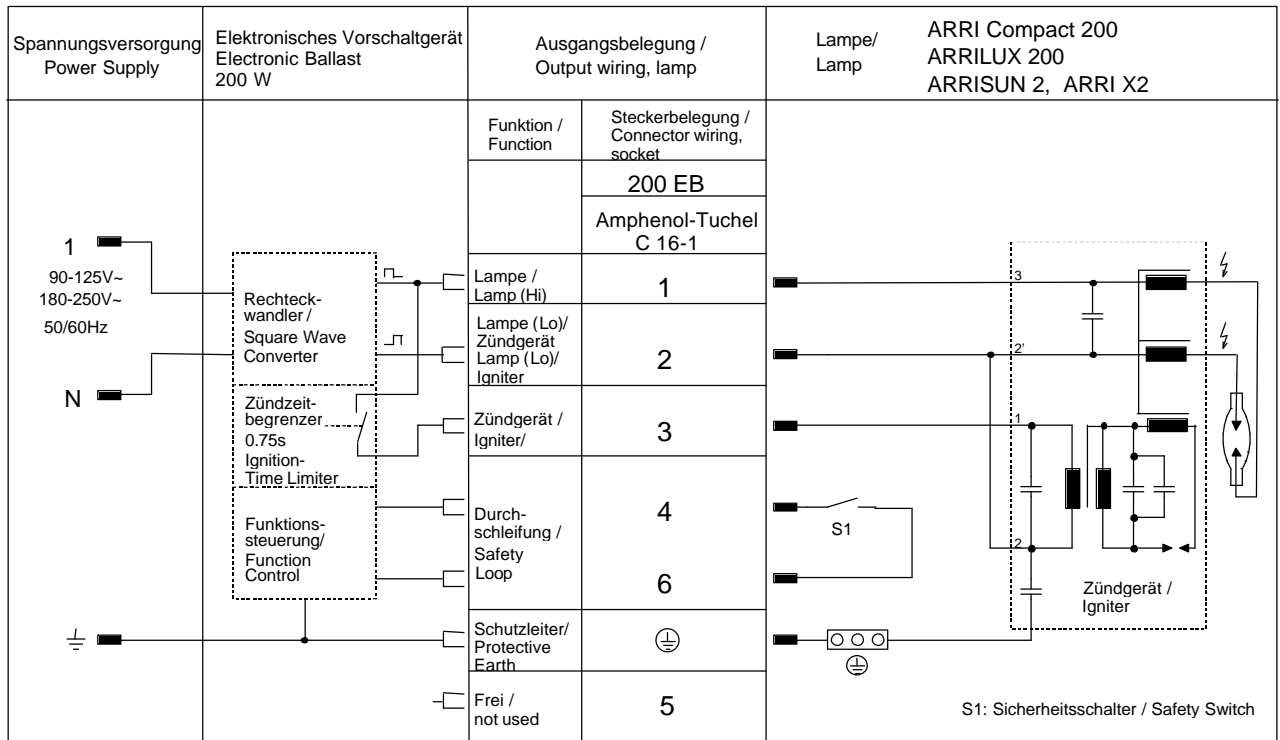 Spannungsversorgung
Power Supply
Elektronisches Vorschaltgerät
Electronic Ballast
200 W
Ausgangsbelegung /
Output wiring, lamp
Lampe/
Lamp
ARRI Compact 200
ARRILUX 200
ARRISUN 2, ARRI X2
Funktion /
Function
Steckerbelegung /
Connector wiring,
socket
200 EB
Amphenol-Tuchel
C 16-1
1
90-125V~
180-250V~
50/60Hz
N
Rechteck-
wandler /
Square Wave
Converter
Zündzeit-
begrenzer
0.75s
Ignition-
Time Limiter
Funktions-
steuerung/
Function
Control
Lampe /
Lamp (Hi)
1
Lampe (Lo)/
Zündgerät
Lamp (Lo)/
Igniter
2
Zündgerät /
Igniter/
3
Durch-
schleifung /
Safety
Loop
4
6
Schutzleiter/
Protective
Earth
Frei /
not used
5
3
2'
1
2
S1
Zündgerät /
Igniter
S1: Sicherheitsschalter / Safety Switch